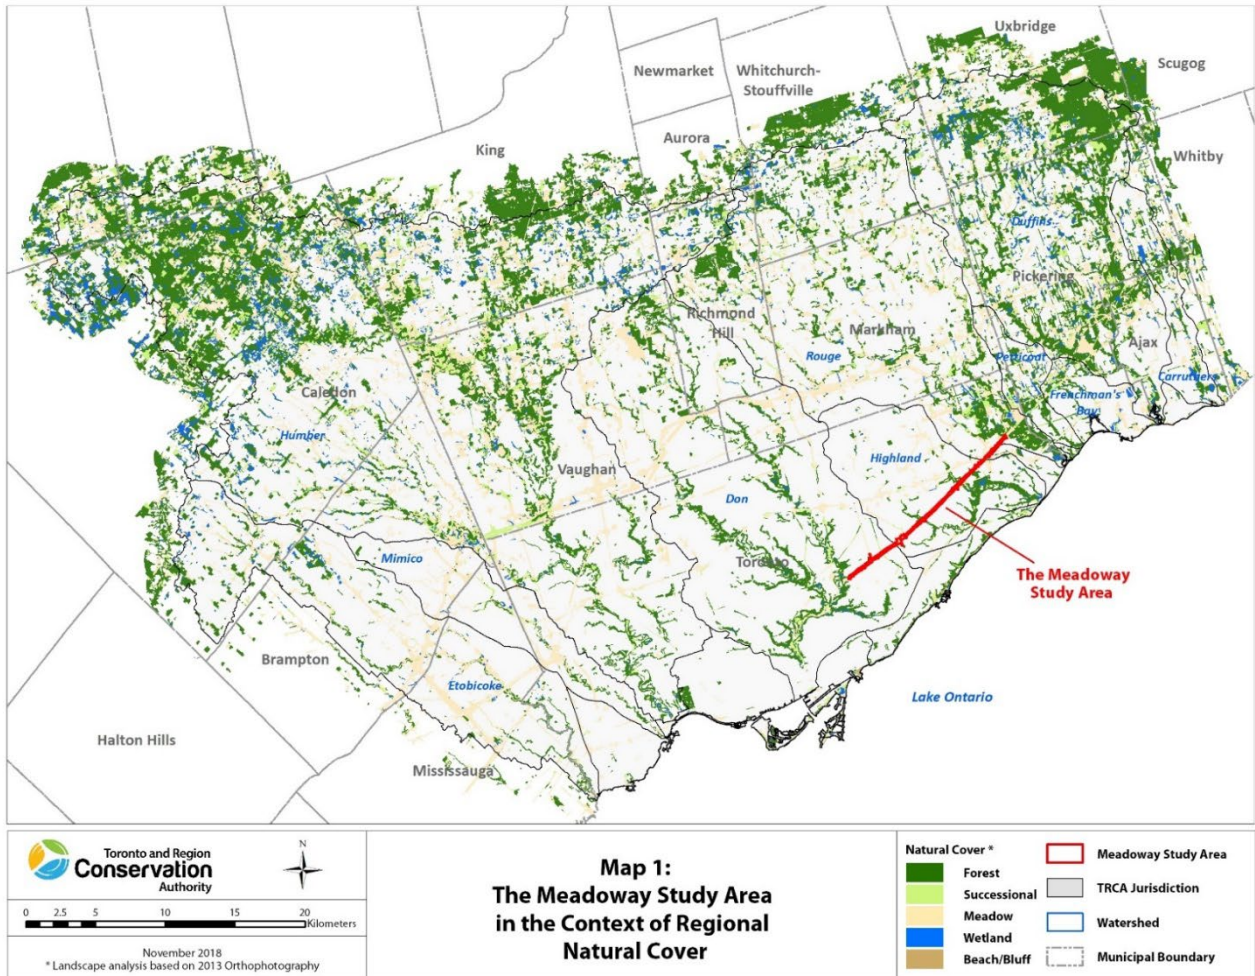 Uxbridge
Scugog
Newmarket
Whitchurch-
Stouffville
Aurora
King
Whitby
Duffins
Pickering
Richmond
Hill
Markham
Ajax
Rouge
Petticoat
Carruthers
Caledon
Frenchman's
Bay
Humber
Highland
Vaughan
Don
Mimico
Toronto
The Meadoway
Study Area
Brampton
Etobicoke
Lake Ontario
Halton Hills
Mississauga
Toronto and Region
Conservation
Authority
N
0 2.5 5 10 15 20
Kilometers
November 2018
* Landscape analysis based on 2013 Orthophotography
Map 1:
The Meadoway Study Area
in the Context of Regional
Natural Cover
Natural Cover *
Forest
Successional
Meadow
Wetland
Beach/Bluff
Meadoway Study Area
TRCA Jurisdiction
Watershed
Municipal Boundary